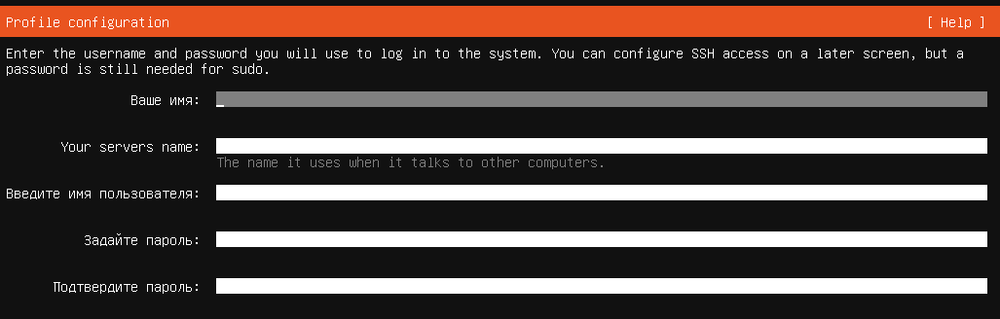 Profile configuration [ Help ]
Enter the username and password you will use to log in to the system. You can configure SSH access on a later screen, but a
password is still needed for sudo.
Ваше имя:
Your servers name:
The name it uses when it talks to other computers.
Введите имя пользователя:
Задайте пароль:
Подтвердите пароль: